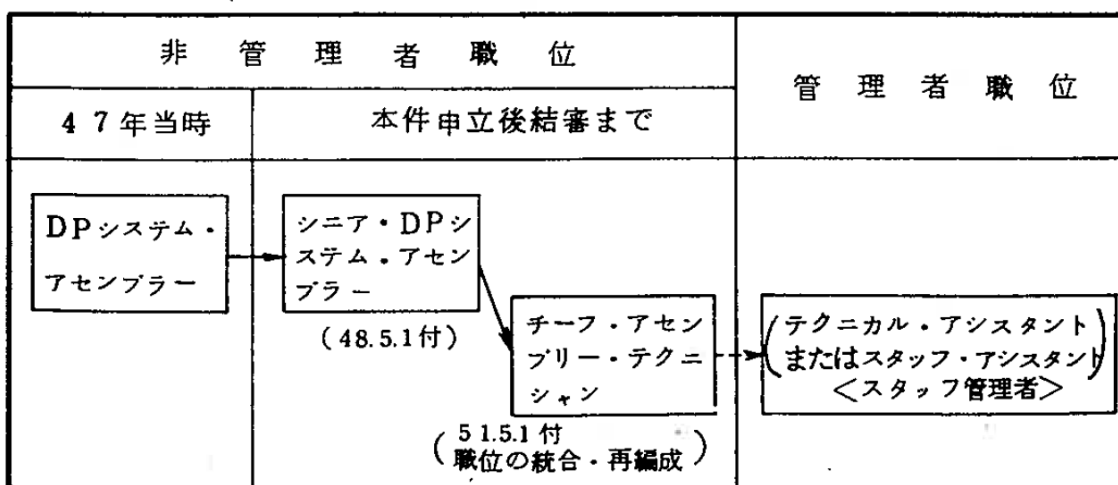 非管理者職位
管理者職位
47年当時
本件申立後結審まで
DPシステム・
アセンブラー
シニア・DPシ
ステム・アセン
ブラー
(48.5.1付)
チーフ・アセン
ブリー・テクニ
シャン
(51.5.1付
職位の統合・再編成)
(テクニカル・アシスタント
またはスタッフ・アシスタント)
<スタッフ管理者>